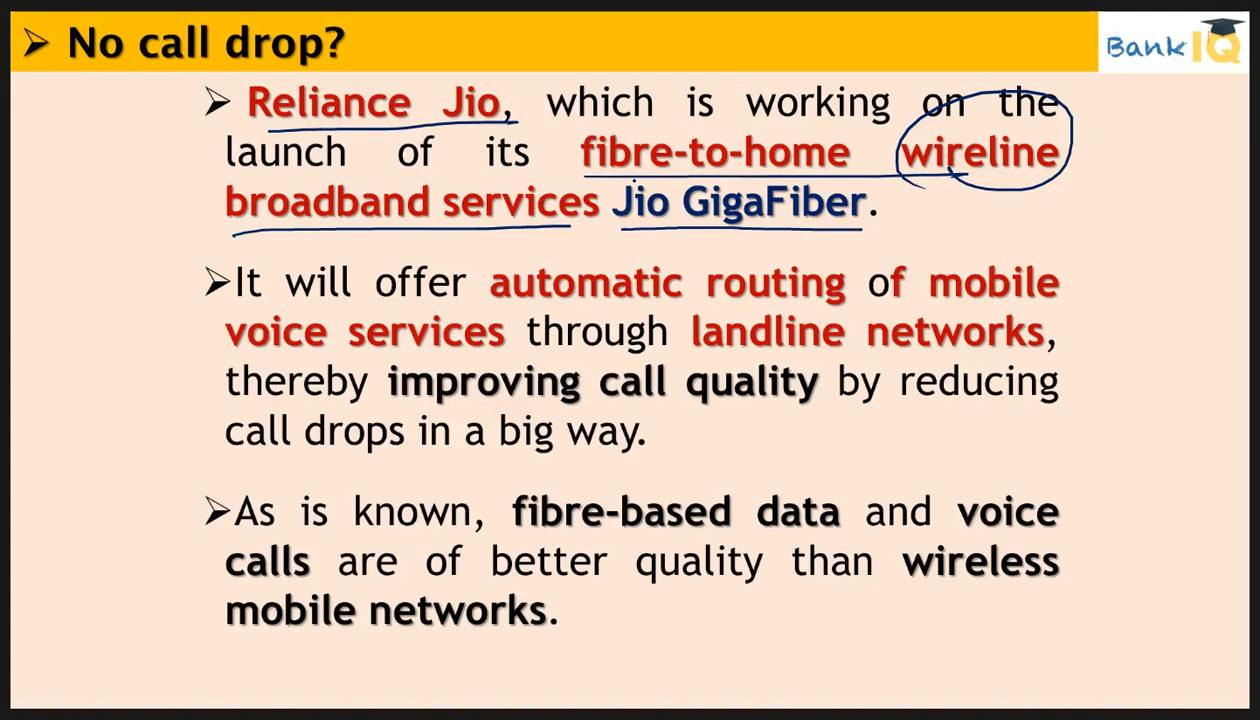 ➢ No call drop?
Bank IQ
➢ Reliance Jio, which is working on the
launch of its fibre-to-home wireline
broadband services Jio GigaFiber.
➢It will offer automatic routing of mobile
voice services through landline networks,
thereby improving call quality by reducing
call drops in a big way.
➢As is known, fibre-based data and voice
calls are of better quality than wireless
mobile networks.